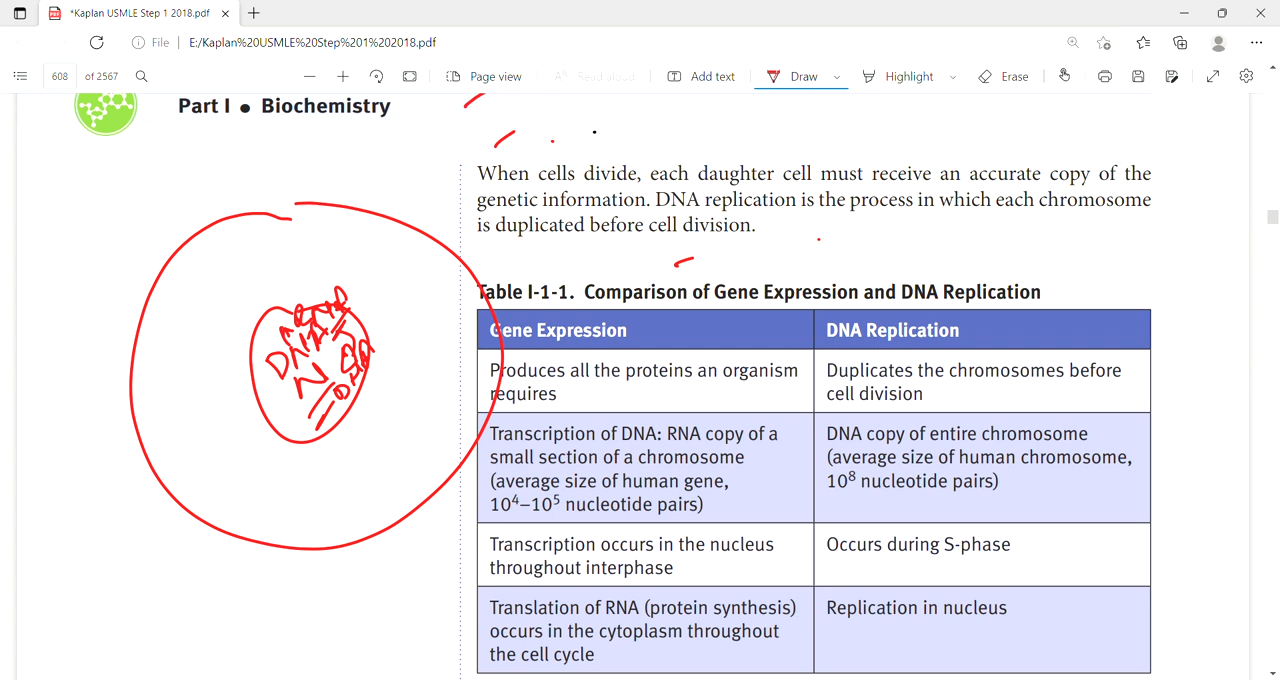 *Kaplan USMLE Step 1 2018.pdf
File | E:/Kaplan%20USMLE%20Step%201%202018.pdf
608 of 2567 Page view Read aloud Add text Draw Highlight Erase
Part I ● Biochemistry
When cells divide, each daughter cell must receive an accurate copy of the
genetic information. DNA replication is the process in which each chromosome
is duplicated before cell division.
DNA
N
Table I-1-1. Comparison of Gene Expression and DNA Replication
Gene Expression DNA Replication
Produces all the proteins an organism
requires
Duplicates the chromosomes before
cell division
Transcription of DNA: RNA copy of a
small section of a chromosome
(average size of human gene,
10⁴–10⁵ nucleotide pairs)
DNA copy of entire chromosome
(average size of human chromosome,
10⁸ nucleotide pairs)
Transcription occurs in the nucleus
throughout interphase
Occurs during S-phase
Translation of RNA (protein synthesis)
occurs in the cytoplasm throughout
the cell cycle
Replication in nucleus